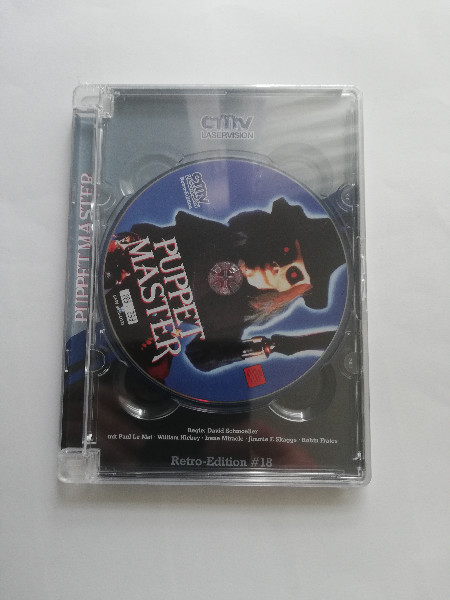 CMV
LASERVISION
PUPPET MASTER
CMV
PUPPET
MASTER
Regie: David Schmoeller
mit Paul Le Mat · William Hickey · Irene Miracle · Jimmie F. Skaggs · Robin Frates
Retro-Edition #18